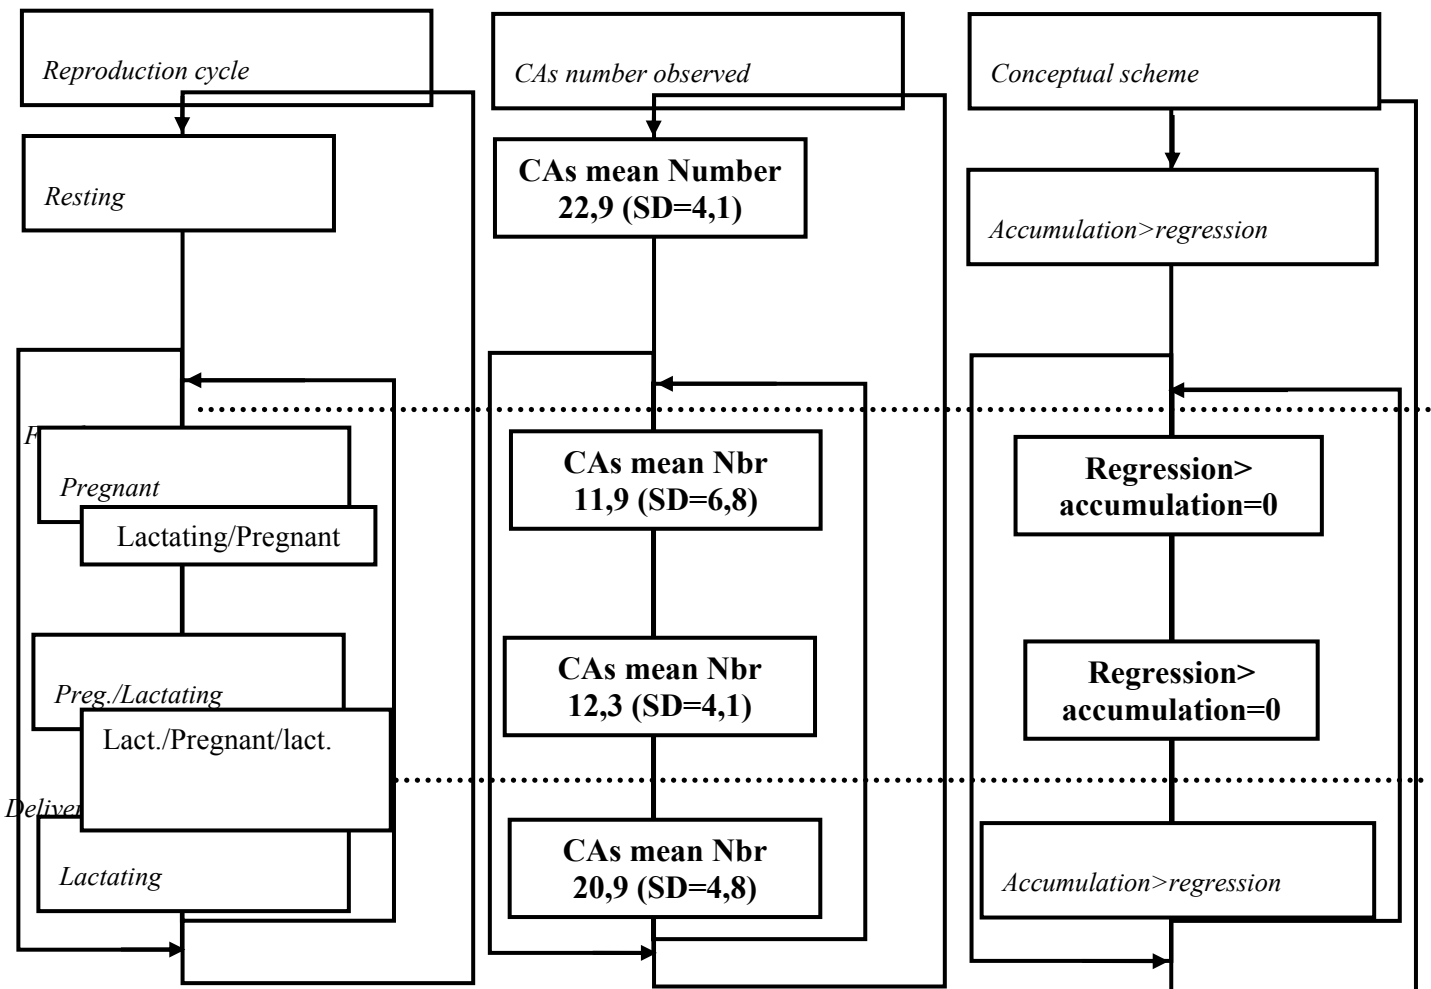 Reproduction cycle
CAs number observed
Conceptual scheme
Resting
CAs mean Number
22,9 (SD=4,1)
Accumulation>regression
Pregnant
Lactating/Pregnant
CAs mean Nbr
11,9 (SD=6,8)
Regression>
accumulation=0
Preg./Lactating
Lact./Pregnant/lact.
CAs mean Nbr
12,3 (SD=4,1)
Regression>
accumulation=0
Lactating
CAs mean Nbr
20,9 (SD=4,8)
Accumulation>regression